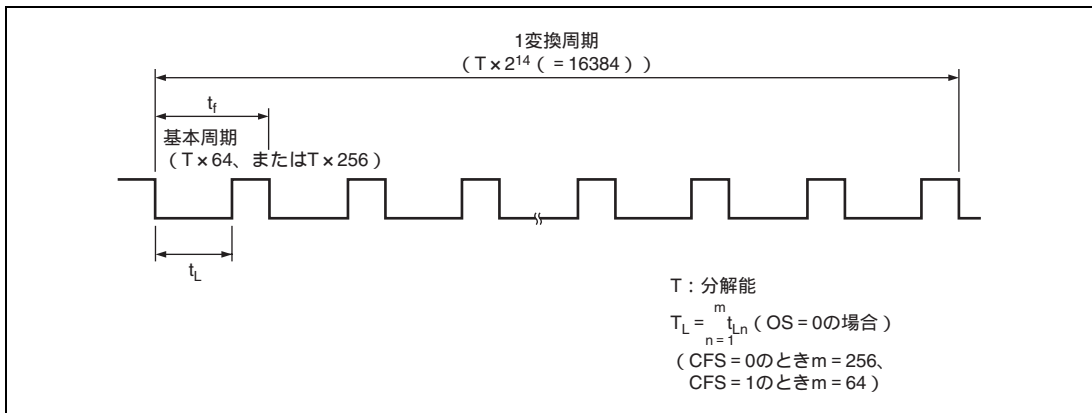 1変換周期
（T×2¹⁴（=16384））
t_f
基本周期
（T×64、またはT×256）
t_L
T：分解能
m
T_L = t_Ln（OS = 0の場合）
n = 1
（CFS = 0のときm = 256、
CFS = 1のときm = 64）